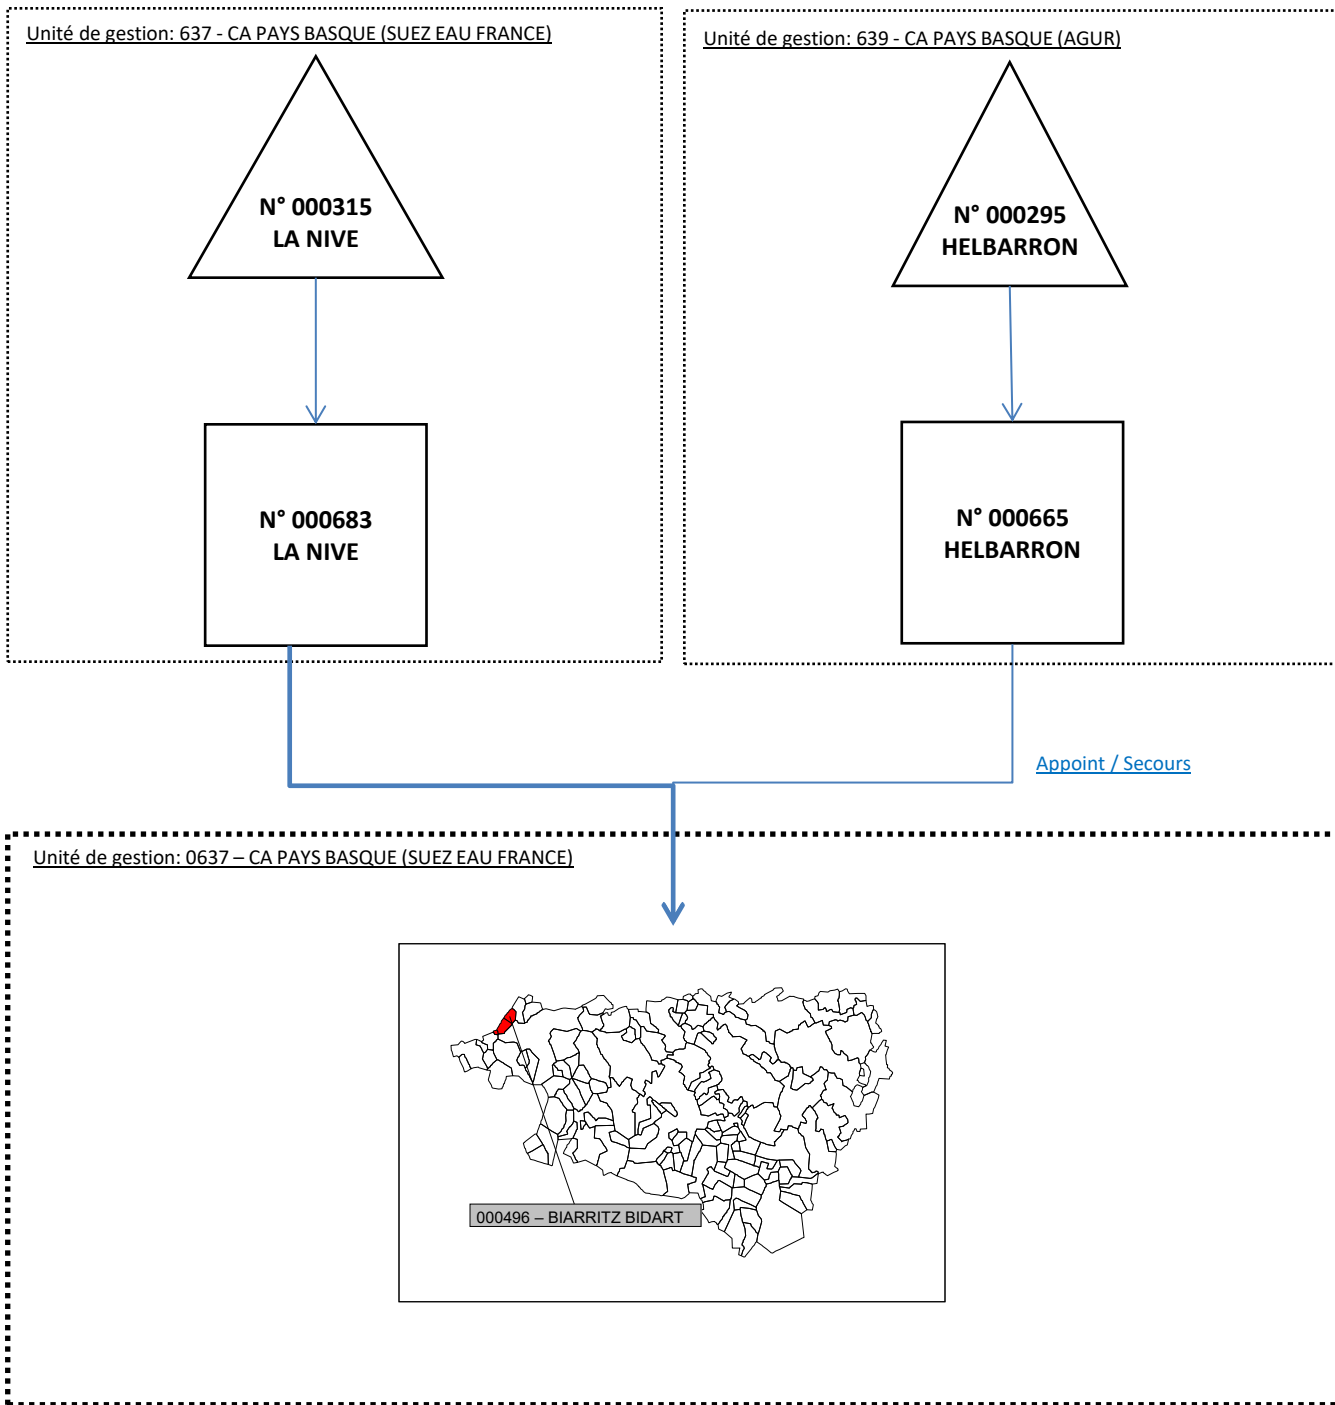 Unité de gestion: 637 - CA PAYS BASQUE (SUEZ EAU FRANCE)
N° 000315
LA NIVE
N° 000683
LA NIVE
Unité de gestion: 639 - CA PAYS BASQUE (AGUR)
N° 000295
HELBARRON
N° 000665
HELBARRON
Appoint / Secours
Unité de gestion: 0637 – CA PAYS BASQUE (SUEZ EAU FRANCE)
000496 – BIARRITZ BIDART